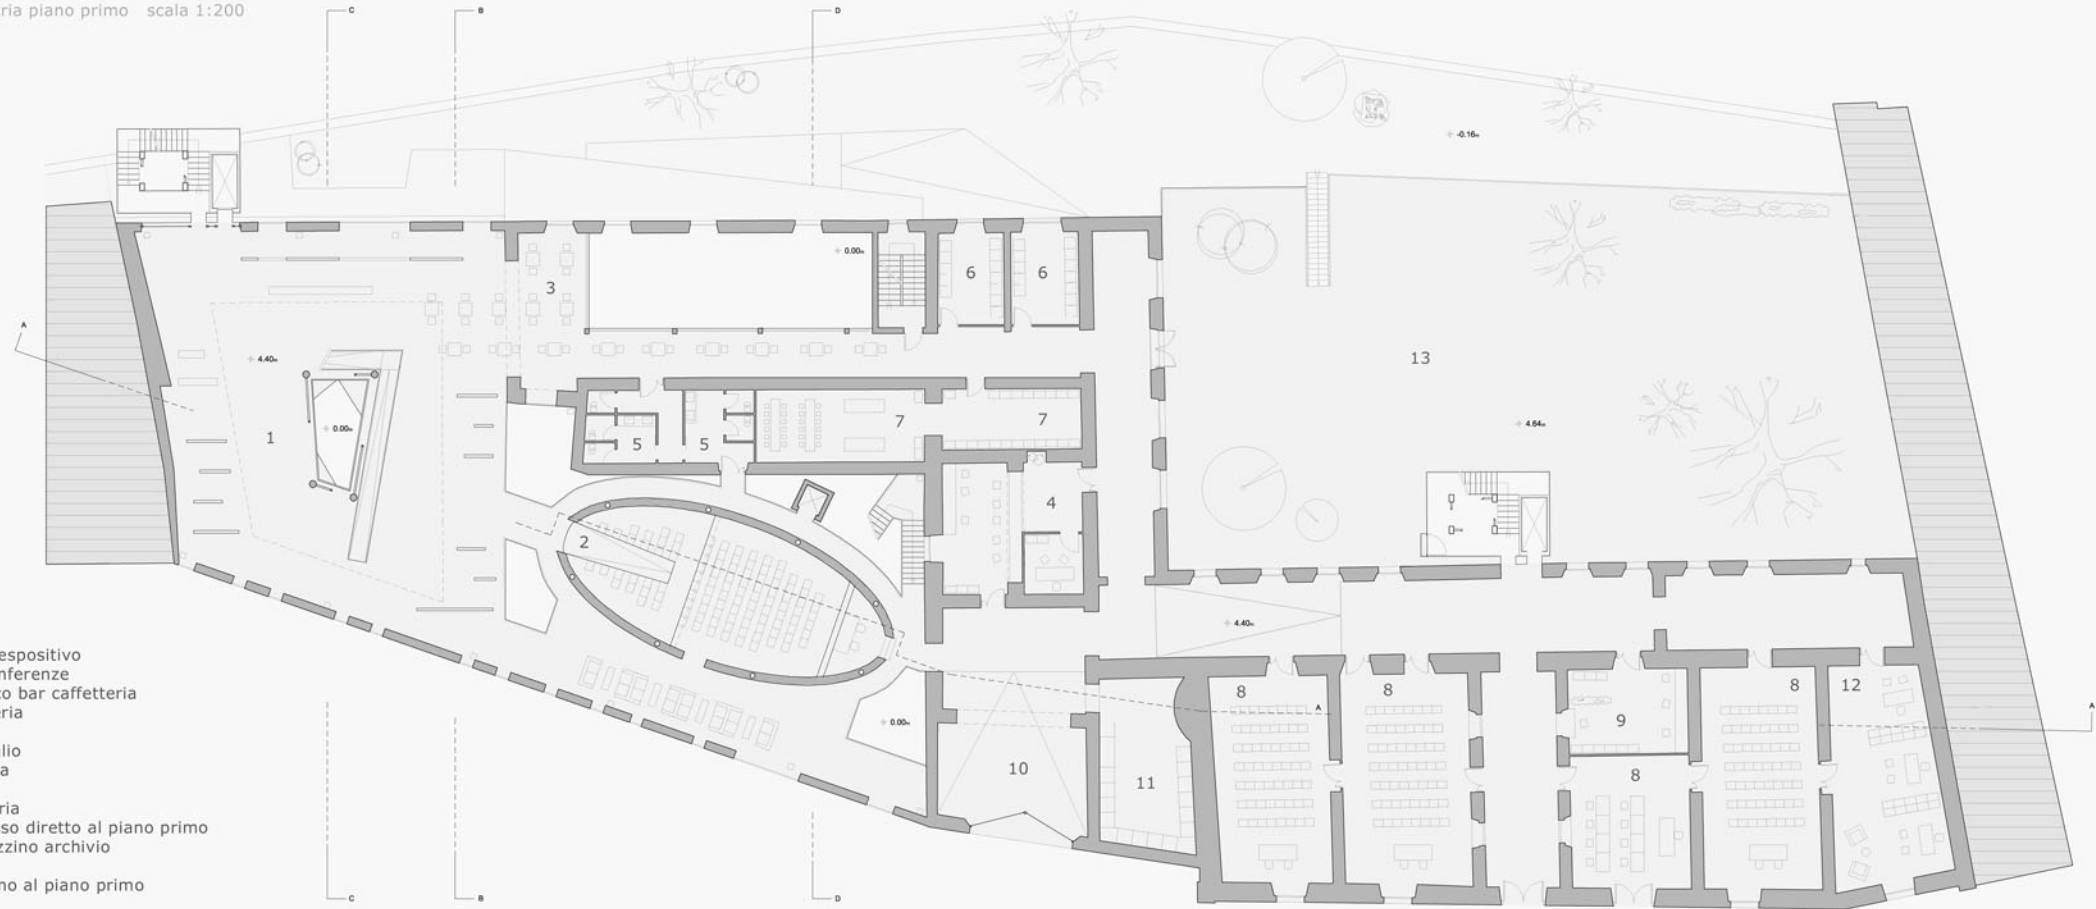 ria piano primo scala 1:200
C
B
D
-0.16m
0.00m
6
6
3
A
4.40m
13
4.64m
0.00m
1
7
7
5
5
4
2
4.40m
espositivo
nferenze
co bar caffetteria
eria
lio
a
ria
so diretto al piano primo
zzino archivio
no al piano primo
8
8
8
12
A
A
9
0.00m
10
11
8
C
B
D